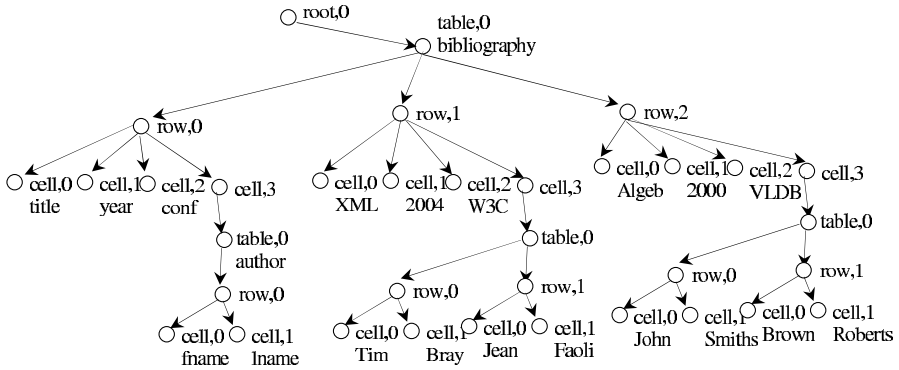 root,0
table,0
bibliography
row,0
row,1
row,2
cell,0 cell,1 cell,2 cell,3
title year conf
cell,0 cell,1 cell,2 cell,3
XML 2004 W3C
cell,0 cell,1 cell,2 cell,3
Algeb 2000 VLDB
table,0
author
table,0
table,0
row,0
row,0
row,1
row,0
row,1
cell,0 cell,1
fname lname
cell,0 cell,1 cell,0 cell,1
Tim Bray Jean Faoli
cell,0 cell,1 cell,0 cell,1
John Smiths Brown Roberts